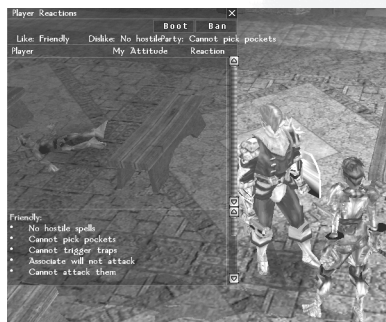 Player Reactions
Boot Ban
Like: Friendly Dislike: No hostile Party: Cannot pick pockets
Player My Attitude Reaction
Friendly:
• No hostile spells
• Cannot pick pockets
• Cannot trigger traps
• Associate will not attack
• Cannot attack them